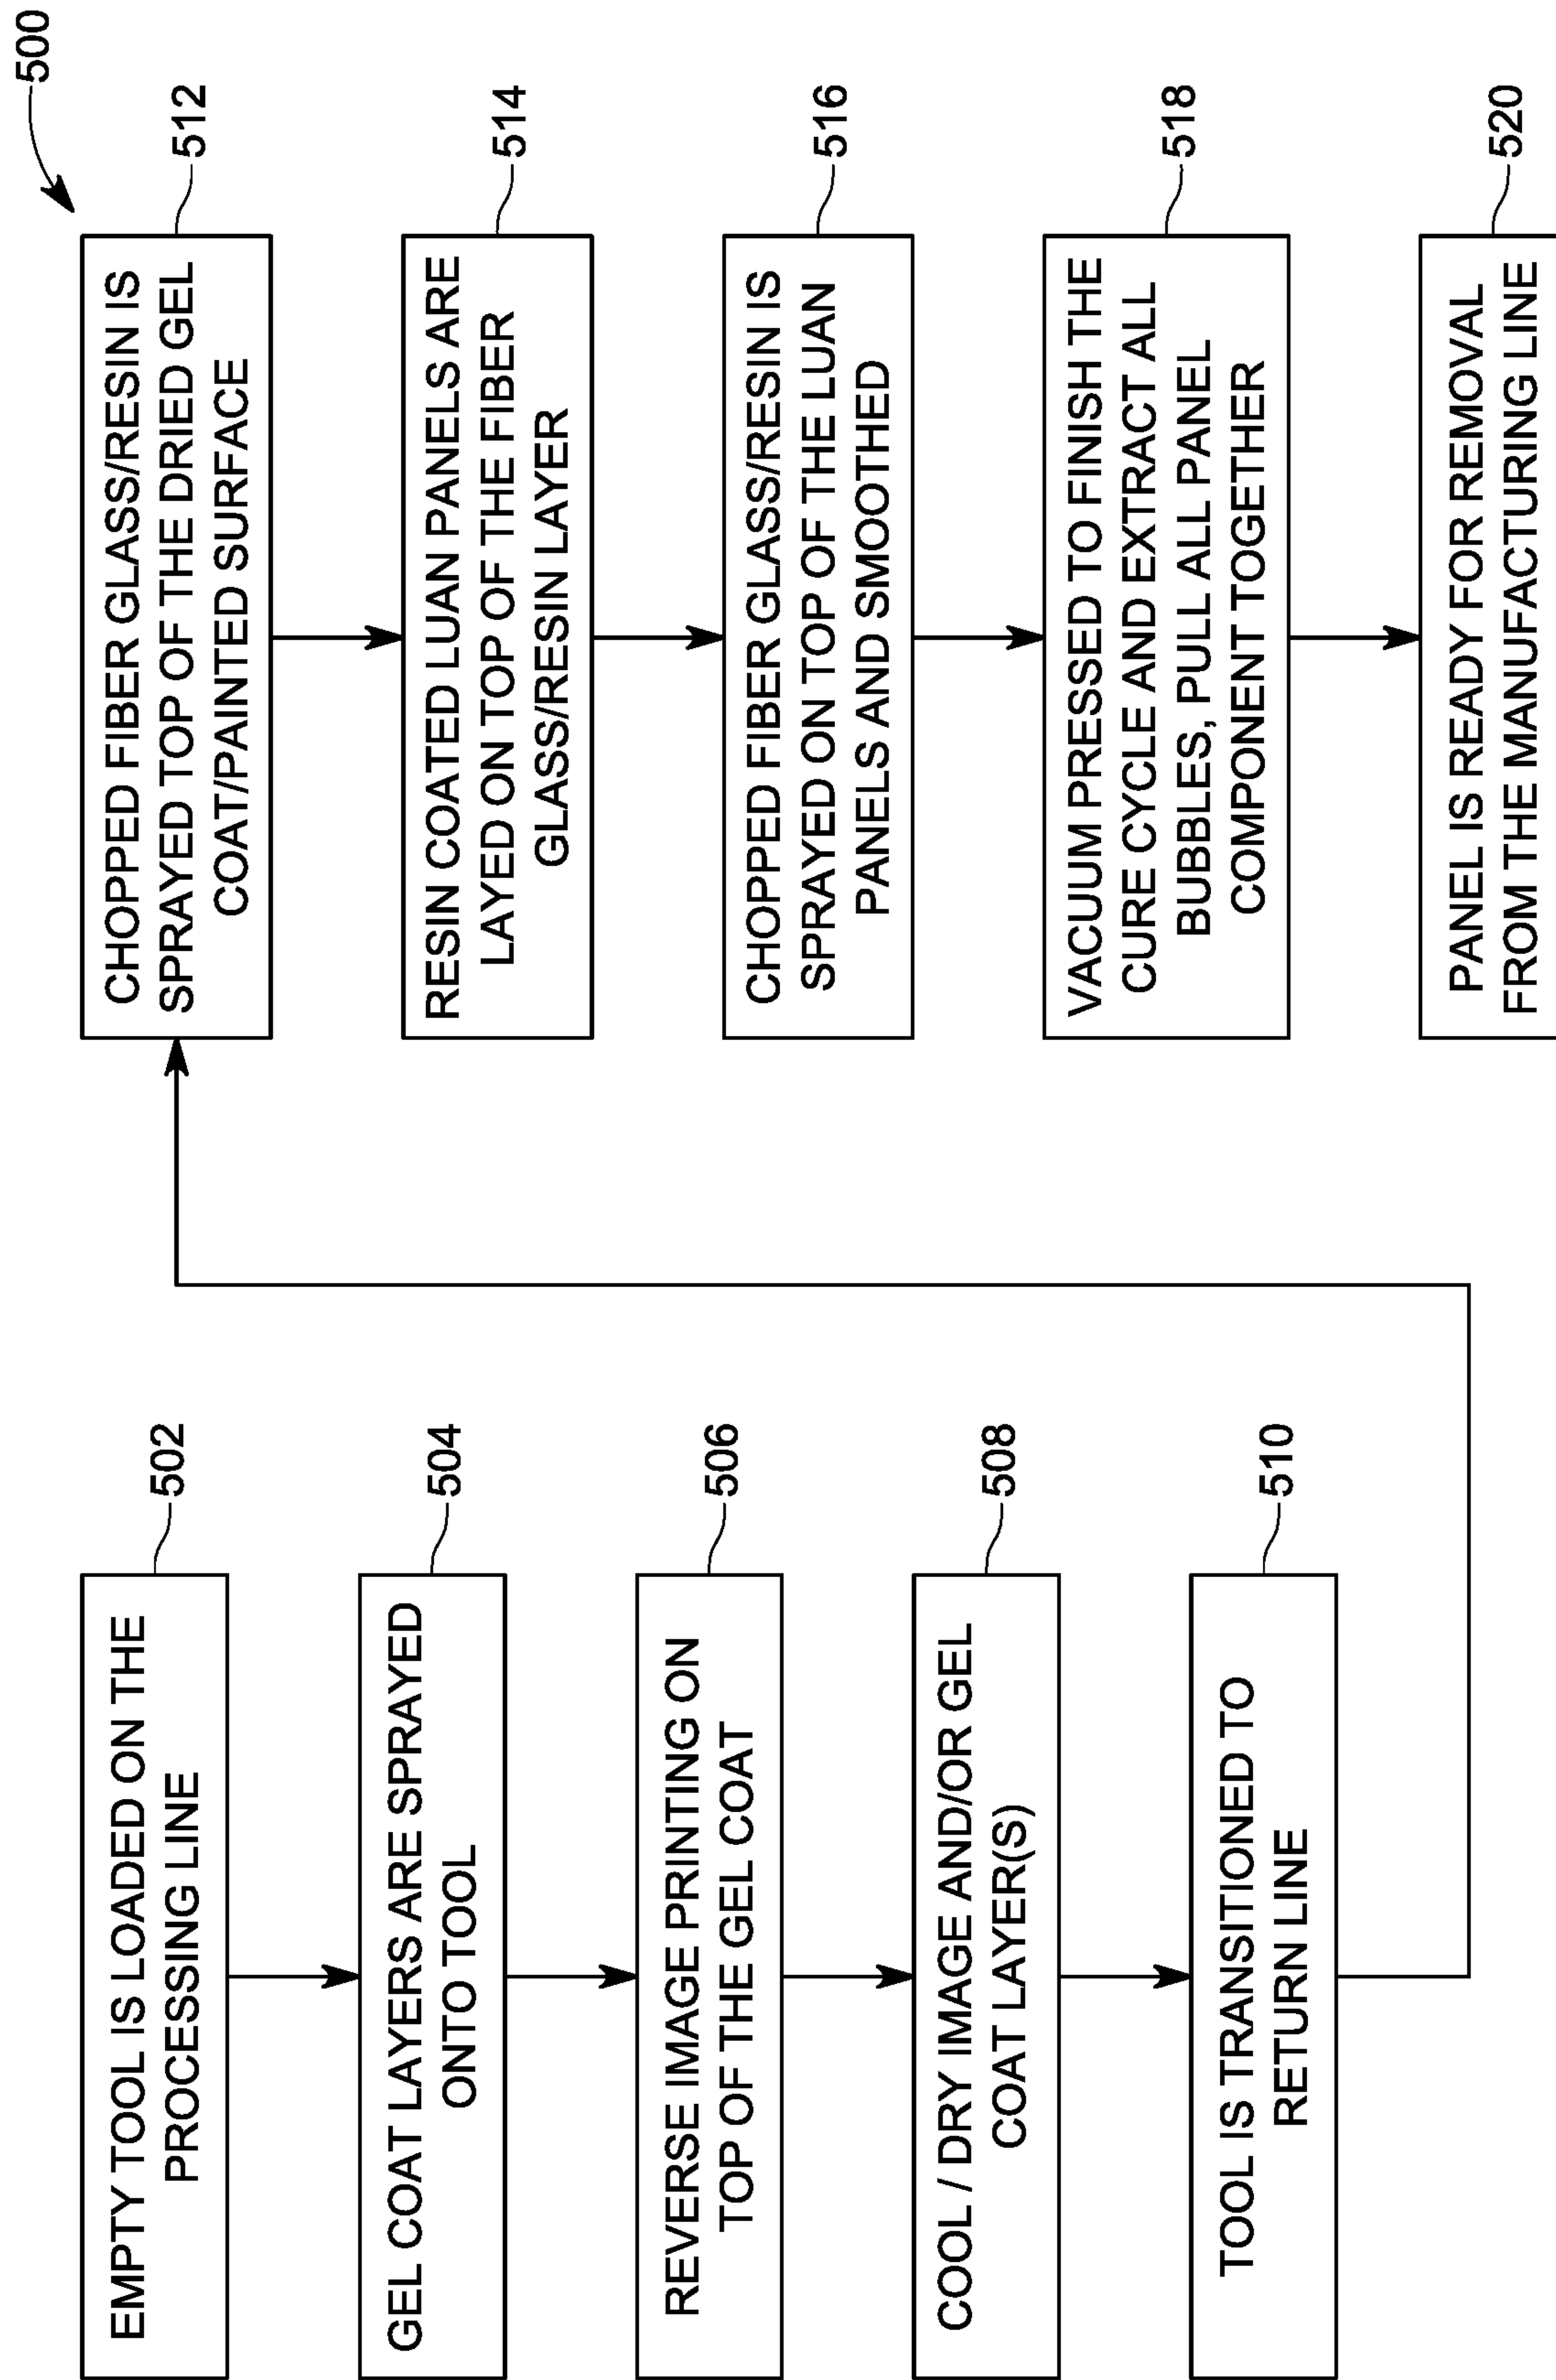 500
EMPTY TOOL IS LOADED ON THE
PROCESSING LINE
502
GEL COAT LAYERS ARE SPRAYED
ONTO TOOL
504
REVERSE IMAGE PRINTING ON
TOP OF THE GEL COAT
506
COOL / DRY IMAGE AND/OR GEL
COAT LAYER(S)
508
TOOL IS TRANSITIONED TO
RETURN LINE
510
CHOPPED FIBER GLASS/RESIN IS
SPRAYED TOP OF THE DRIED GEL
COAT/PAINTED SURFACE
512
RESIN COATED LUAN PANELS ARE
LAYED ON TOP OF THE FIBER
GLASS/RESIN LAYER
514
CHOPPED FIBER GLASS/RESIN IS
SPRAYED ON TOP OF THE LUAN
PANELS AND SMOOTHED
516
VACUUM PRESSED TO FINISH THE
CURE CYCLE AND EXTRACT ALL
BUBBLES, PULL ALL PANEL
COMPONENT TOGETHER
518
PANEL IS READY FOR REMOVAL
FROM THE MANUFACTURING LINE
520